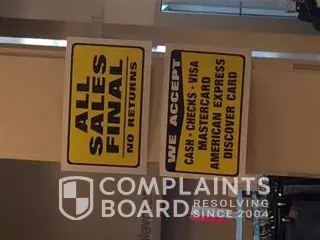 ALL
SALES
FINAL
NO RETURNS
WE ACCEPT
CASH · CHECKS · VISA
MASTERCARD
AMERICAN EXPRESS
DISCOVER CARD
COMPLAINTS
BOARD RESOLVING
SINCE 2004